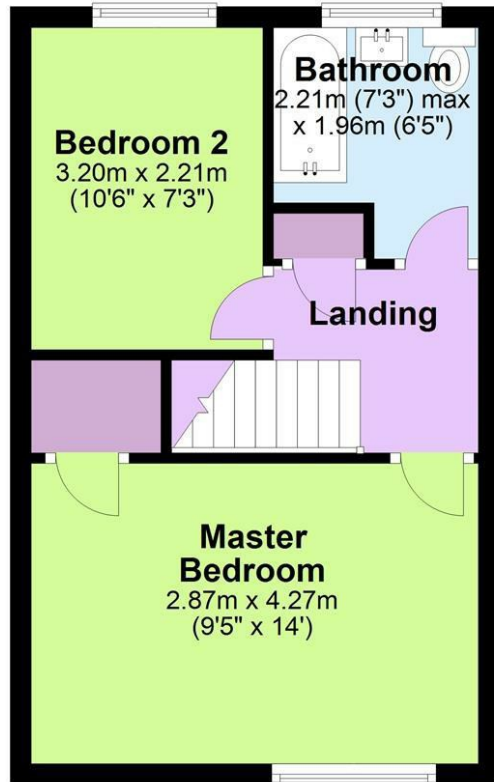 Bathroom
2.21m (7'3") max
x 1.96m (6'5")
Bedroom 2
3.20m x 2.21m
(10'6" x 7'3")
Landing
Master
Bedroom
2.87m x 4.27m
(9'5" x 14')